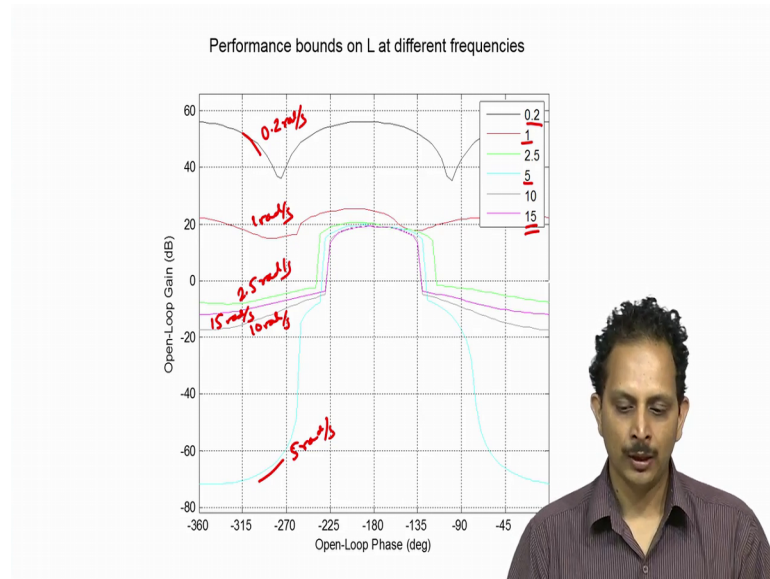 Performance bounds on L at different frequencies
60
40
20
0
-20
-40
-60
-80
Open-Loop Gain (dB)
-360 -315 -270 -225 -180 -135 -90 -45
Open-Loop Phase (deg)
0.2
1
2.5
5
10
15
0.2 rad/s
1 rad/s
2.5 rad/s
15 rad/s
10 rad/s
5 rad/s